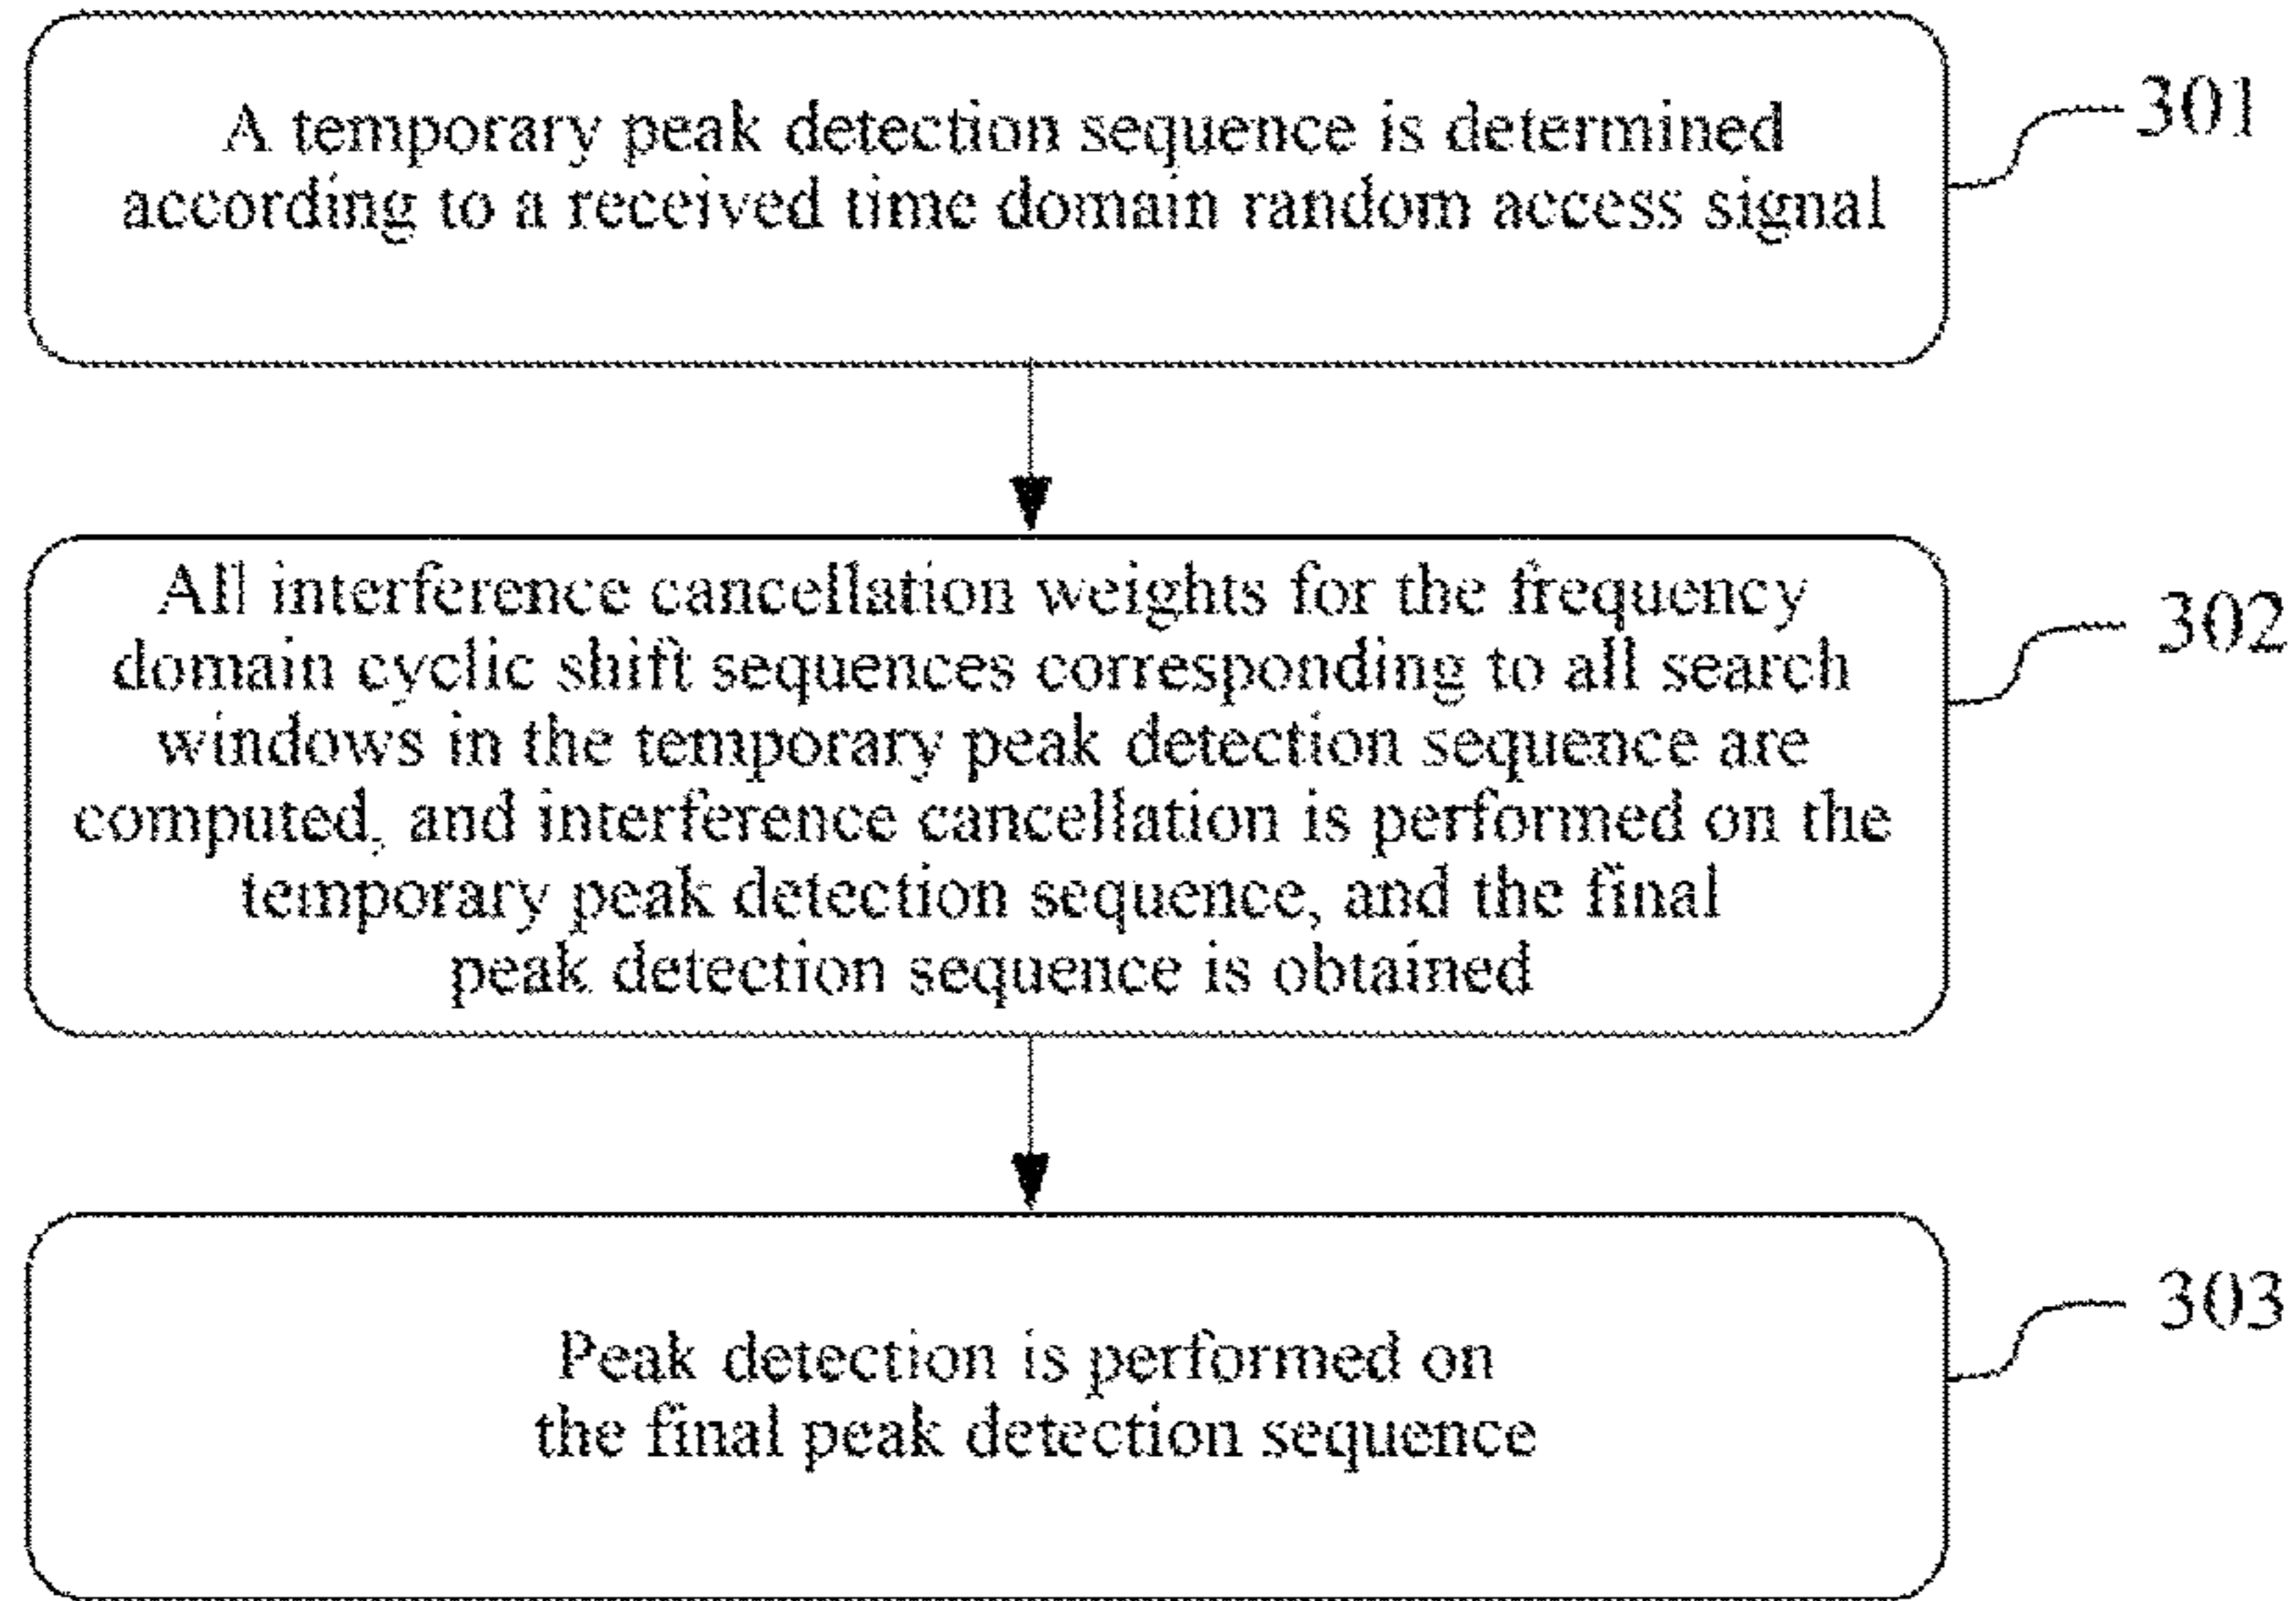 A temporary peak detection sequence is determined
according to a received time domain random access signal
301
All interference cancellation weights for the frequency
domain cyclic shift sequences corresponding to all search
windows in the temporary peak detection sequence are
computed, and interference cancellation is performed on the
temporary peak detection sequence, and the final
peak detection sequence is obtained
302
Peak detection is performed on
the final peak detection sequence
303